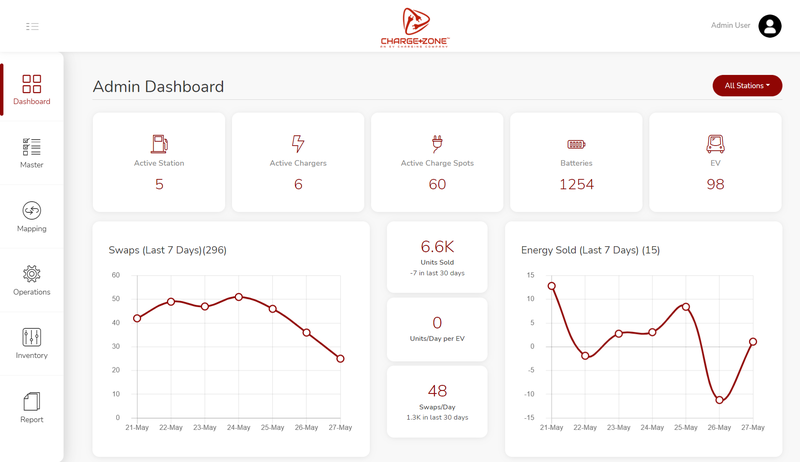 CHARGE+ZONE™
Admin User
Dashboard
Master
Mapping
Operations
Inventory
Report
Admin Dashboard
All Stations
Active Station
5
Active Chargers
6
Active Charge Spots
60
Batteries
1254
EV
98
Swaps (Last 7 Days)(296)
60
50
40
30
20
10
0
21-May 22-May 23-May 24-May 25-May 26-May 27-May
6.6K
Units Sold
-7 in last 30 days
0
Units/Day per EV
48
Swaps/Day
1.3K in last 30 days
Energy Sold (Last 7 Days) (15)
15
10
5
0
-5
-10
-15
21-May 22-May 23-May 24-May 25-May 26-May 27-May